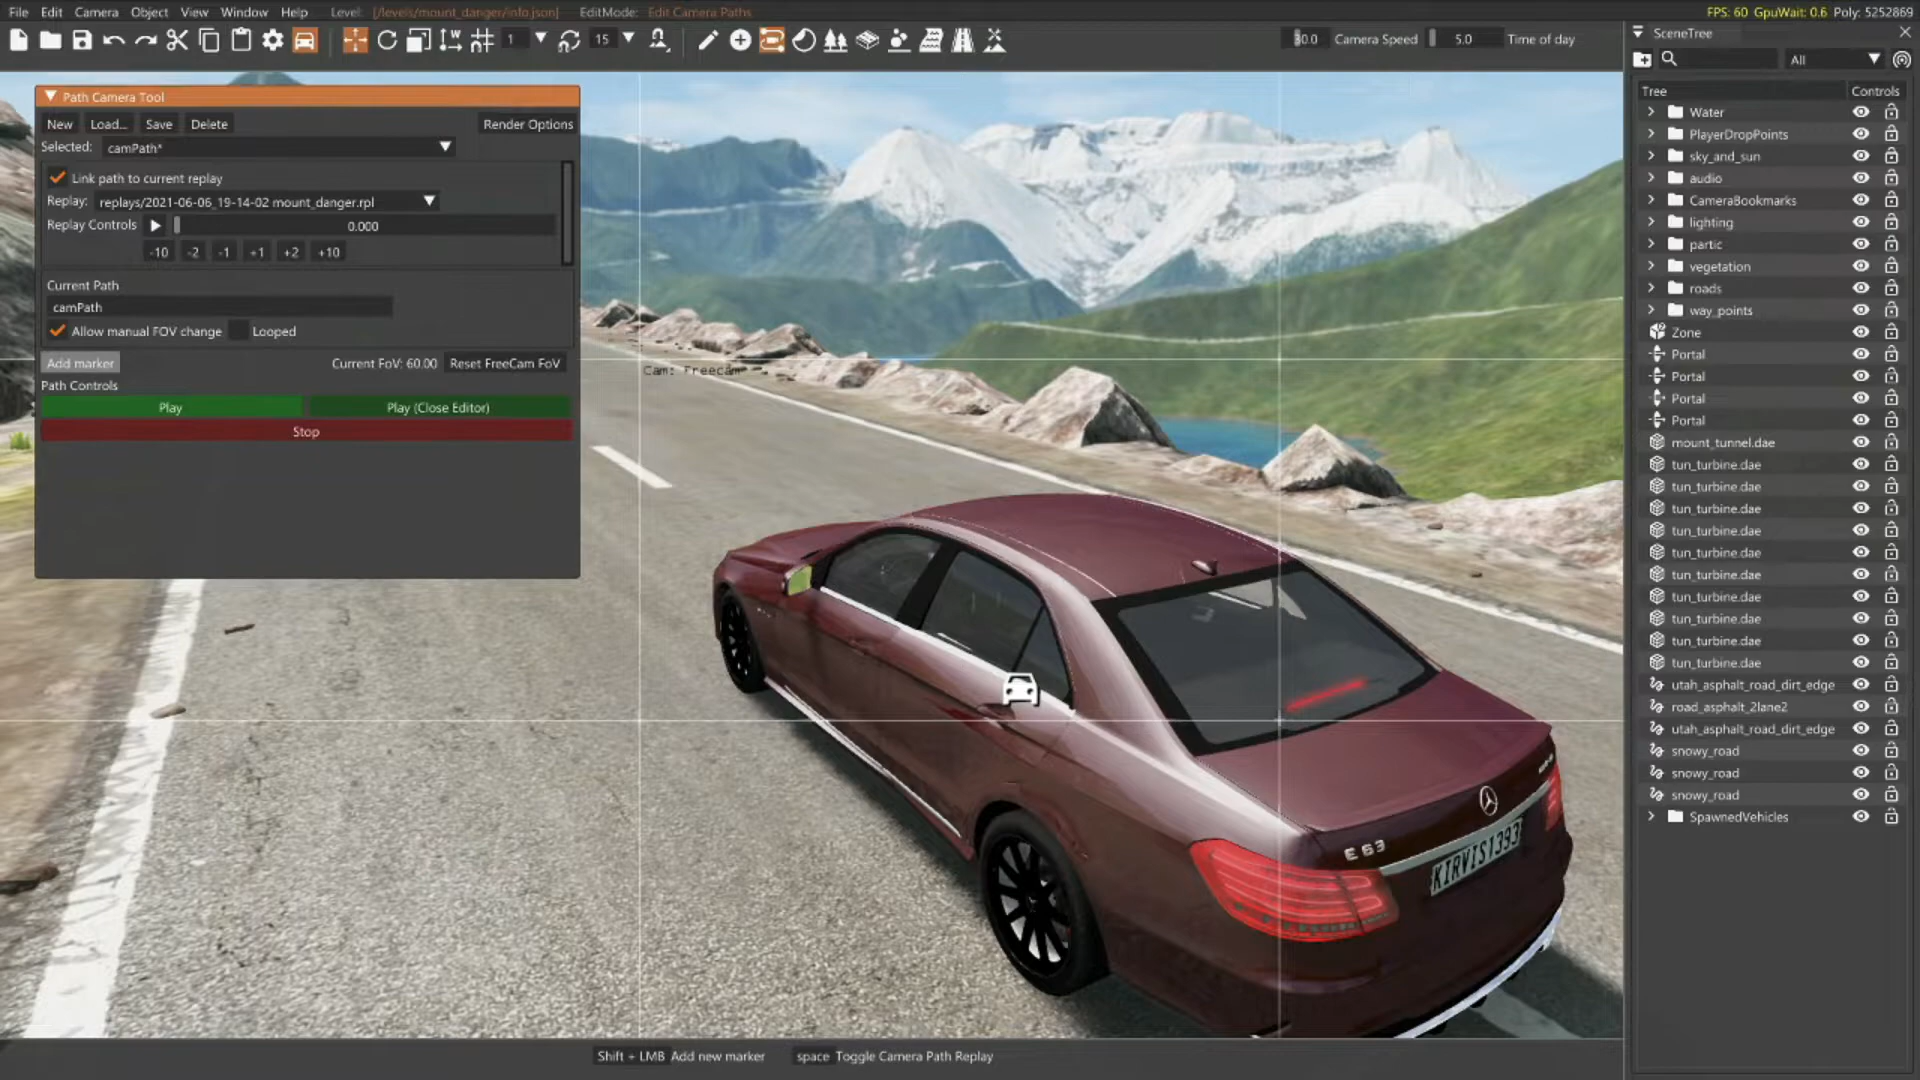 File Edit Camera Object View Window Help Level: [/levels/mount_danger/info.json] EditMode: Edit Camera Paths FPS: 60 GpuWait: 0.6 Poly: 5252869
1 15 30.0 Camera Speed 5.0 Time of day
Path Camera Tool
New Load... Save Delete Render Options
Selected: camPath*
Link path to current replay
Replay: replays/2021-06-06_19-14-02 mount_danger.rpl
Replay Controls 0.000
-10 -2 -1 +1 +2 +10
Current Path
camPath
Allow manual FOV change Looped
Add marker Current FoV: 60.00 Reset FreeCam FoV
Path Controls
Play Play (Close Editor)
Stop
Cam: Freecam
E 63
KIRVIS1393
Shift + LMB Add new marker space Toggle Camera Path Replay
SceneTree
All
Tree Controls
Water
PlayerDropPoints
sky_and_sun
audio
CameraBookmarks
lighting
partic
vegetation
roads
way_points
Zone
Portal
Portal
Portal
Portal
mount_tunnel.dae
tun_turbine.dae
tun_turbine.dae
tun_turbine.dae
tun_turbine.dae
tun_turbine.dae
tun_turbine.dae
tun_turbine.dae
tun_turbine.dae
tun_turbine.dae
tun_turbine.dae
utah_asphalt_road_dirt_edge
road_asphalt_2lane2
utah_asphalt_road_dirt_edge
snowy_road
snowy_road
snowy_road
SpawnedVehicles